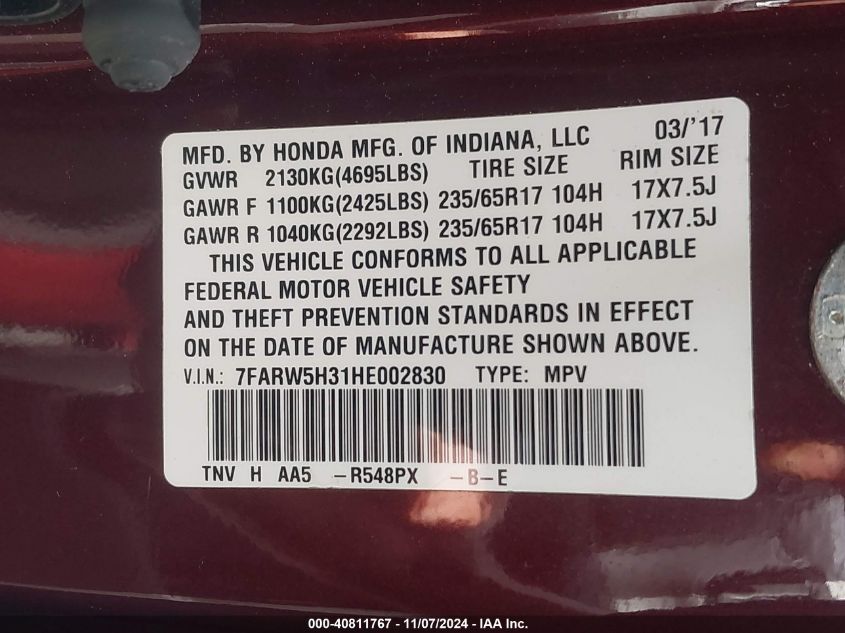 MFD. BY HONDA MFG. OF INDIANA, LLC 03/'17
GVWR 2130KG(4695LBS) TIRE SIZE RIM SIZE
GAWR F 1100KG(2425LBS) 235/65R17 104H 17X7.5J
GAWR R 1040KG(2292LBS) 235/65R17 104H 17X7.5J
THIS VEHICLE CONFORMS TO ALL APPLICABLE
FEDERAL MOTOR VEHICLE SAFETY
AND THEFT PREVENTION STANDARDS IN EFFECT
ON THE DATE OF MANUFACTURE SHOWN ABOVE.
V.I.N.: 7FARW5H31HE002830 TYPE: MPV
TNV H AA5 -R548PX -B-E
000-40811767 - 11/07/2024 - IAA Inc.